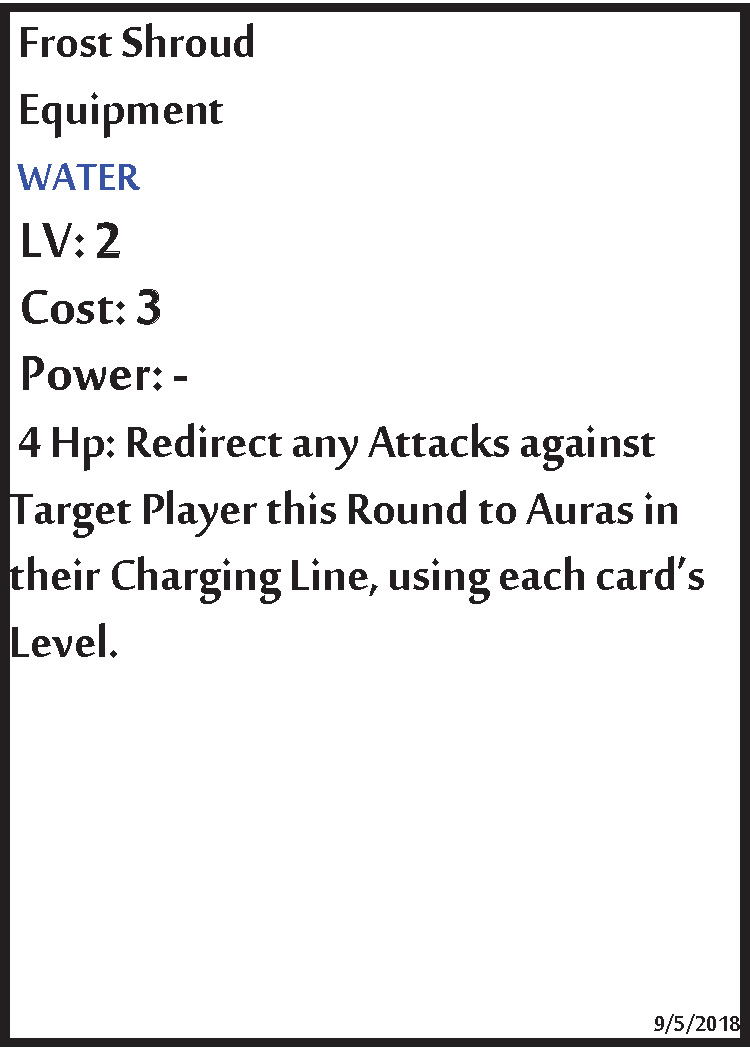 Frost Shroud
Equipment
WATER
LV: 2
Cost: 3
Power: -
4 Hp: Redirect any Attacks against
Target Player this Round to Auras in
their Charging Line, using each card's
Level.
9/5/2018